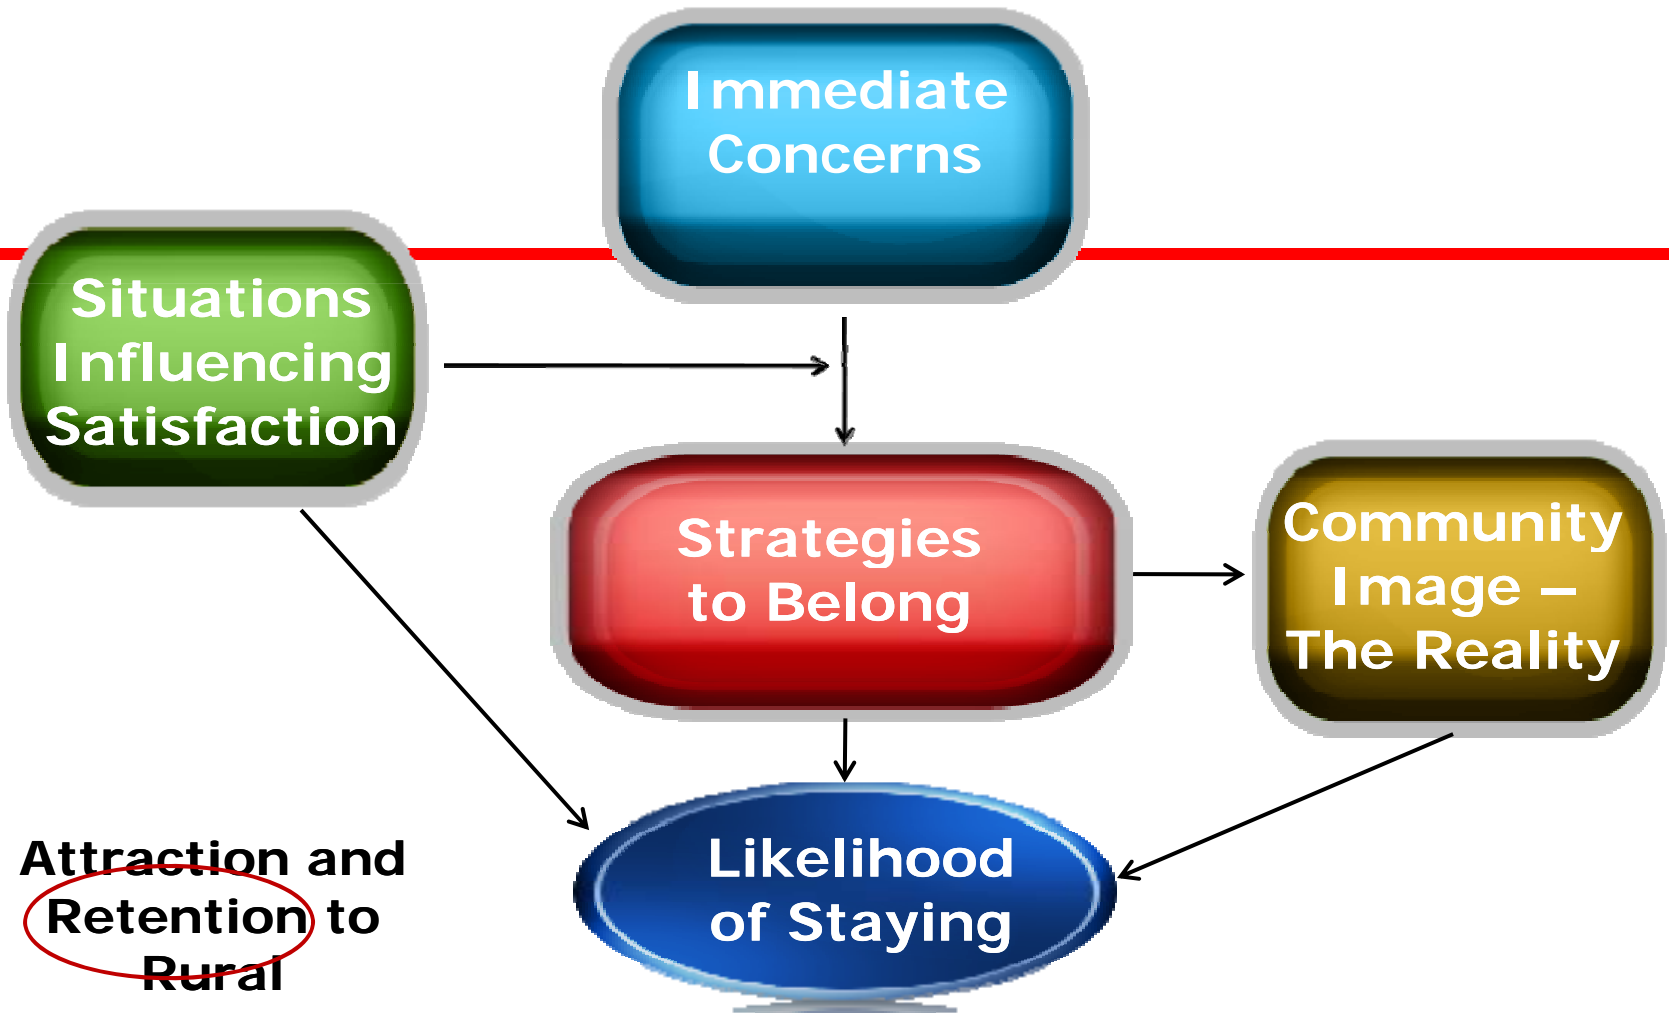 Immediate
Concerns
Situations
Influencing
Satisfaction
Strategies
to Belong
Community
Image –
The Reality
Likelihood
of Staying
Attraction and
Retention to
Rural